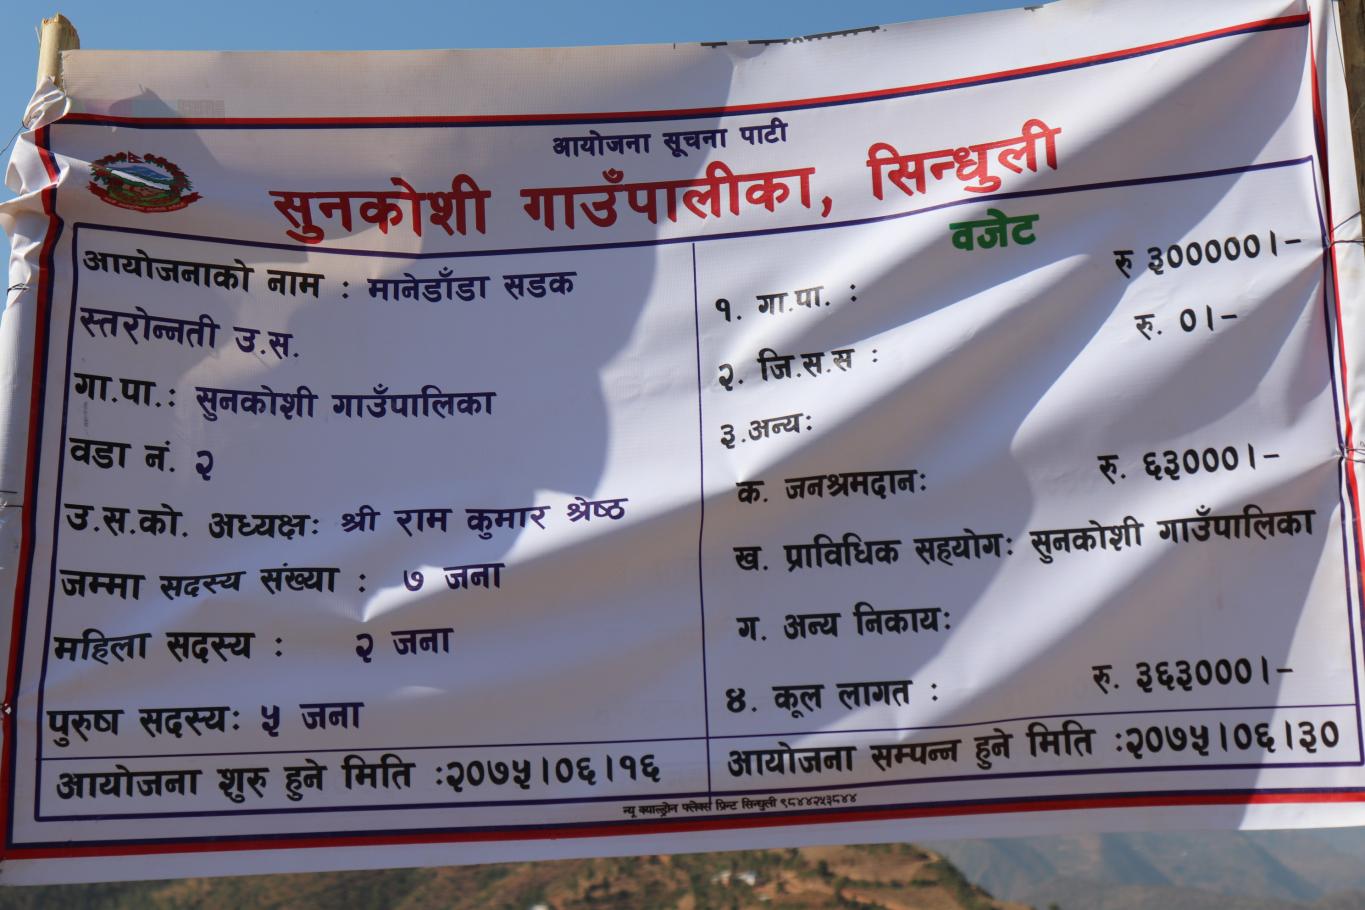 आयोजना सूचना पाटी
सुनकोशी गाउँपालीका, सिन्धुली
आयोजनाको नाम : मानेडाँडा सडक
स्तरोन्नती उ.स.
गा.पा.: सुनकोशी गाउँपालिका
वडा नं. २
उ.स.को. अध्यक्षः श्री राम कुमार श्रेष्ठ
जम्मा सदस्य संख्या : ७ जना
महिला सदस्य : २ जना
पुरुष सदस्यः ५ जना
आयोजना शुरु हुने मिति :२०७५।०६।१६
वजेट
१. गा.पा. : रु ३०००००।-
२. जि.स.स : रु. ०।-
३.अन्यः
क. जनश्रमदानः रु. ६३०००।-
ख. प्राविधिक सहयोगः सुनकोशी गाउँपालिका
ग. अन्य निकायः
४. कूल लागत : रु. ३६३०००।-
आयोजना सम्पन्न हुने मिति :२०७५।०६।३०
न्यू क्याल्ड्रोन फ्लेक्स प्रिन्ट सिन्धुली ९८४४२५३८४४